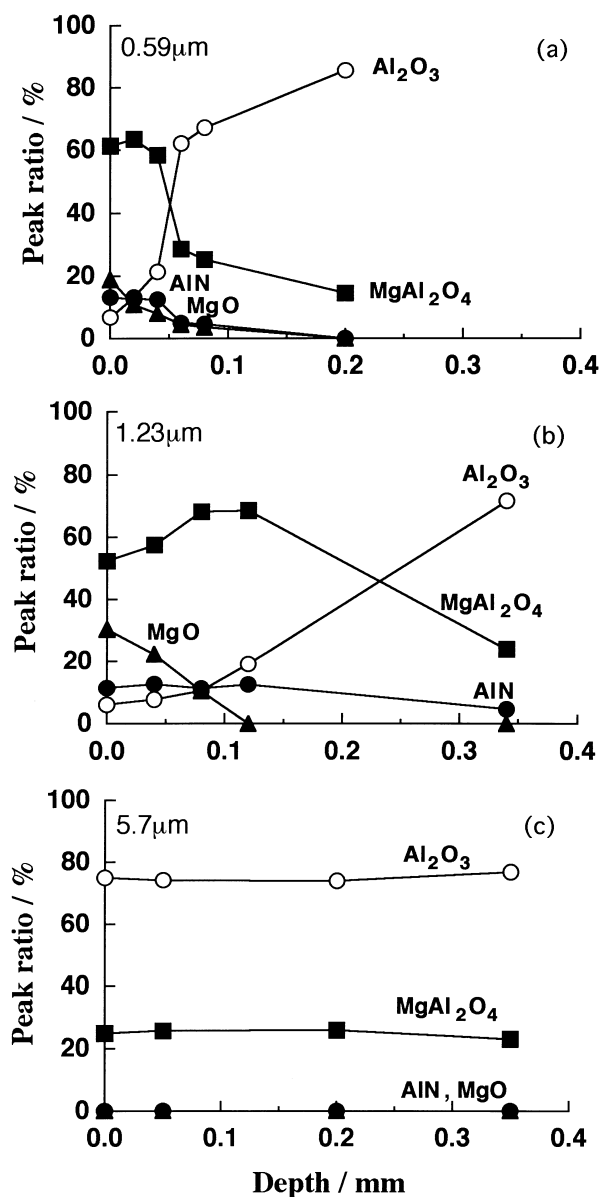 100
0.59μm
(a)
Al₂O₃
80
60
40
20
0
Peak ratio / %
AlN
MgO
MgAl₂O₄
0.0 0.1 0.2 0.3 0.4
100
1.23μm
(b)
Al₂O₃
80
60
40
20
0
Peak ratio / %
MgO
MgAl₂O₄
AlN
0.0 0.1 0.2 0.3 0.4
100
5.7μm
(c)
Al₂O₃
80
60
40
20
0
Peak ratio / %
MgAl₂O₄
AlN, MgO
0.0 0.1 0.2 0.3 0.4
Depth / mm